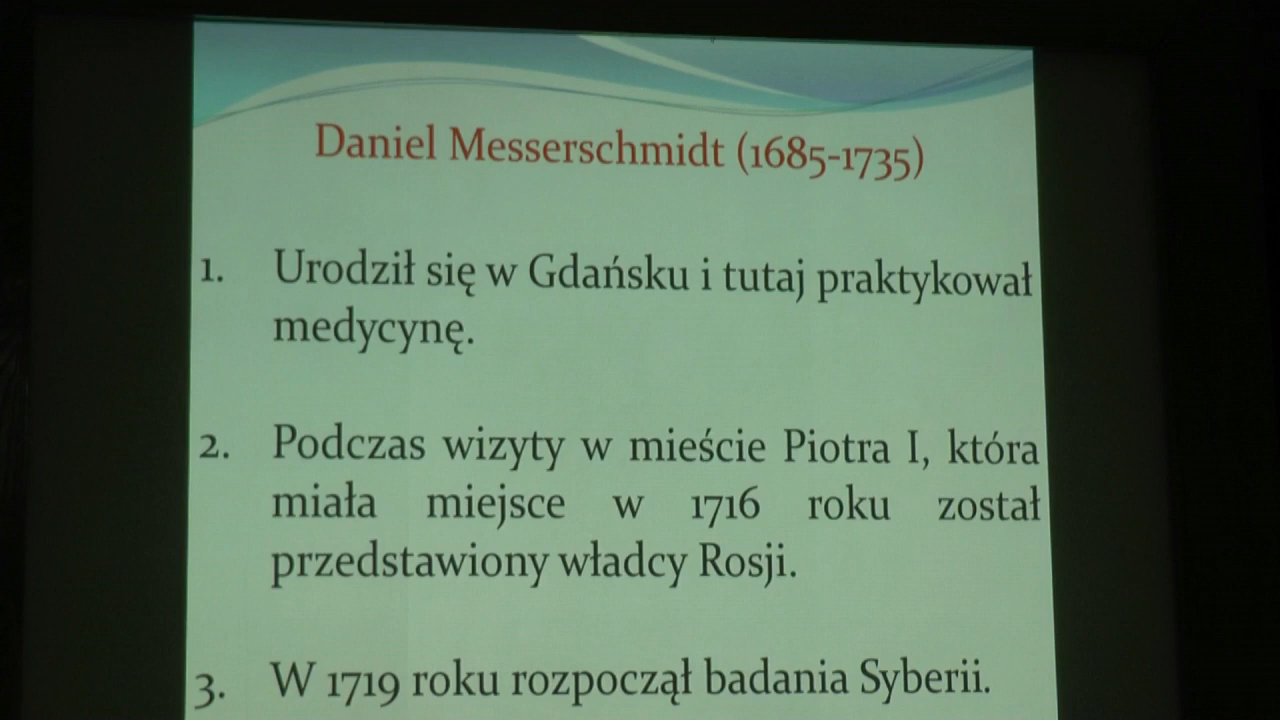 Daniel Messerschmidt (1685-1735)
1. Urodził się w Gdańsku i tutaj praktykował
medycynę.
2. Podczas wizyty w mieście Piotra I, która
miała miejsce w 1716 roku został
przedstawiony władcy Rosji.
3. W 1719 roku rozpoczął badania Syberii.